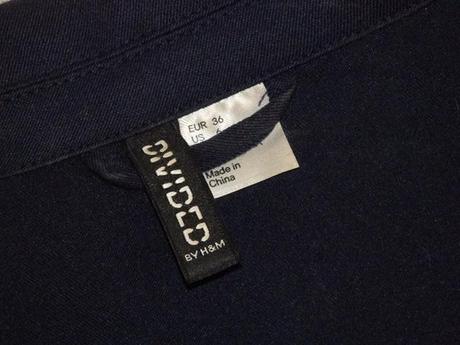 EUR 36
US 6
Made in
China
DIVIDED
BY H&M